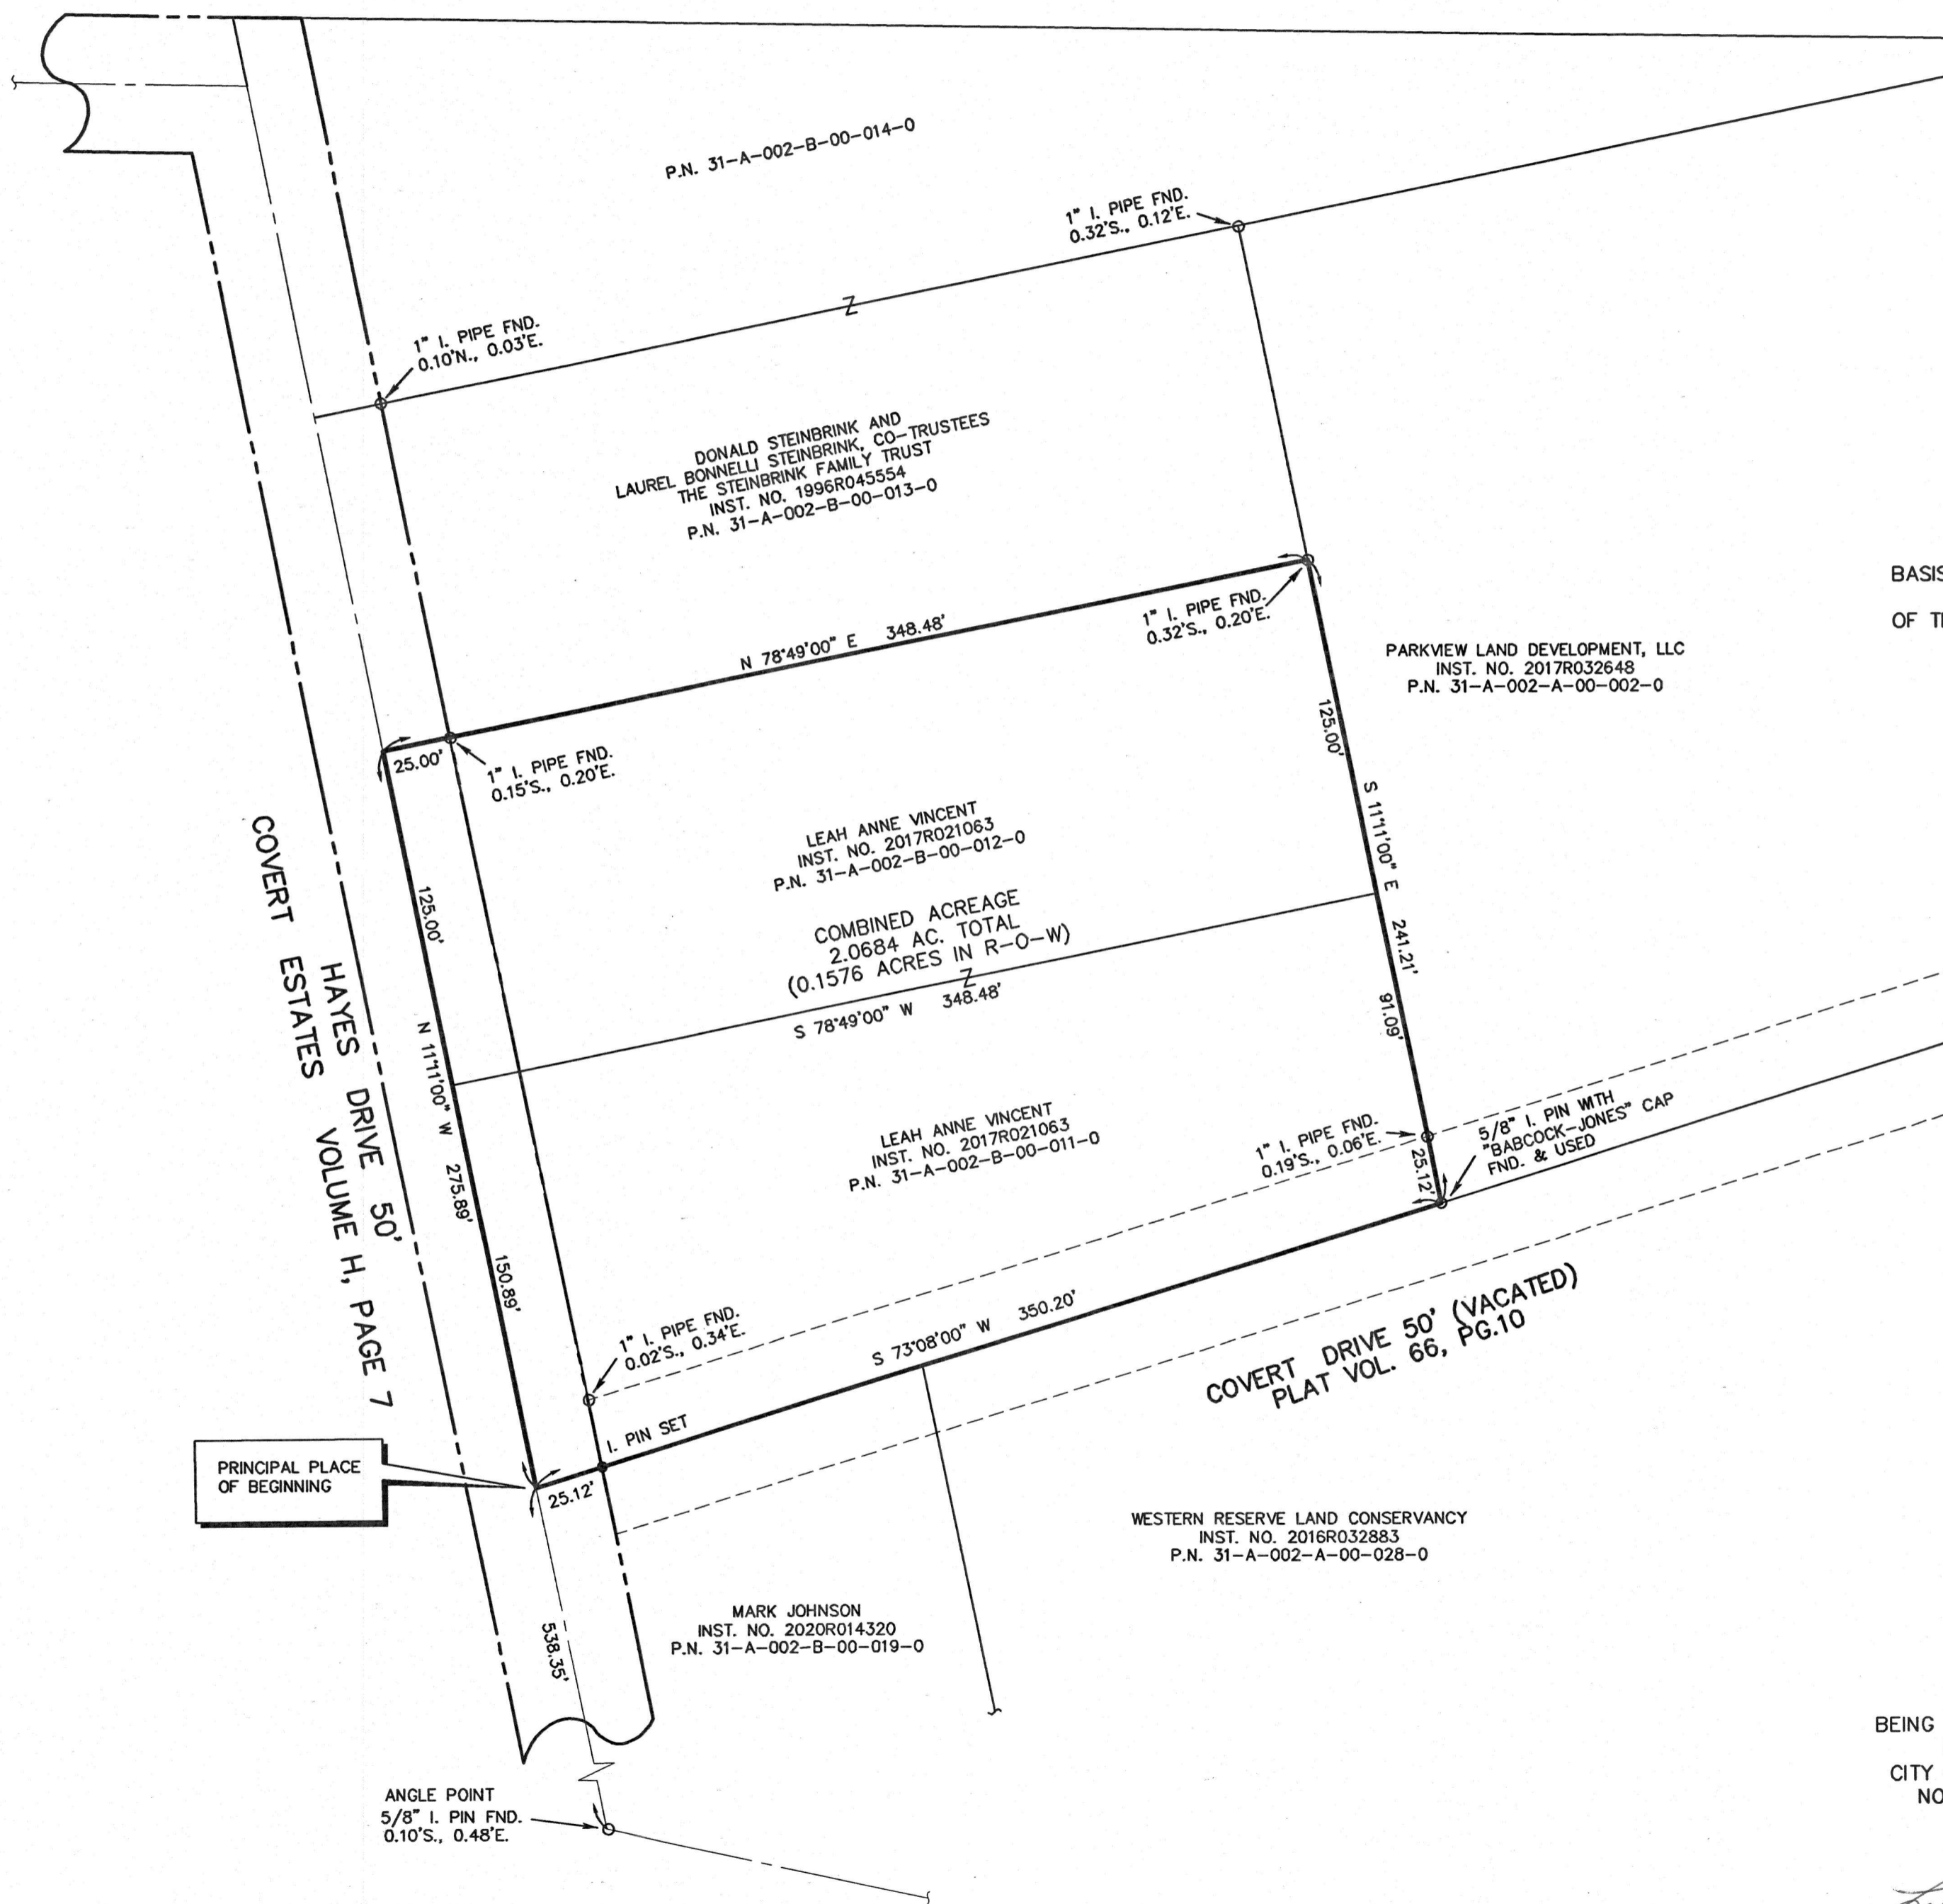 P.N. 31-A-002-B-00-014-0
1" I. PIPE FND.
0.32'S., 0.12'E.
Z
1" I. PIPE FND.
0.10'N., 0.03'E.
DONALD STEINBRINK AND
LAUREL BONNELLI STEINBRINK, CO-TRUSTEES
THE STEINBRINK FAMILY TRUST
INST. NO. 1996R045554
P.N. 31-A-002-B-00-013-0
BASIS
OF TH
1" I. PIPE FND.
0.32'S., 0.20'E.
N 78°49'00" E 348.48'
PARKVIEW LAND DEVELOPMENT, LLC
INST. NO. 2017R032648
P.N. 31-A-002-A-00-002-0
125.00'
25.00'
1" I. PIPE FND.
0.15'S., 0.20'E.
S 11°11'00" E 241.21'
LEAH ANNE VINCENT
INST. NO. 2017R021063
P.N. 31-A-002-B-00-012-0
COMBINED ACREAGE
2.0684 AC. TOTAL
(0.1576 ACRES IN R-O-W)
Z
S 78°49'00" W 348.48'
125.00'
N 11°11'00" W 275.89'
COVERT ESTATES VOLUME H, PAGE 7
HAYES DRIVE 50'
91.09'
LEAH ANNE VINCENT
INST. NO. 2017R021063
P.N. 31-A-002-B-00-011-0
1" I. PIPE FND.
0.19'S., 0.06'E.
25.12'
5/8" I. PIN WITH
"BABCOCK-JONES" CAP
FND. & USED
150.89'
1" I. PIPE FND.
0.02'S., 0.34'E.
S 73°08'00" W 350.20'
COVERT DRIVE 50' (VACATED)
PLAT VOL. 66, PG.10
I. PIN SET
PRINCIPAL PLACE
OF BEGINNING
25.12'
WESTERN RESERVE LAND CONSERVANCY
INST. NO. 2016R032883
P.N. 31-A-002-A-00-028-0
MARK JOHNSON
INST. NO. 2020R014320
P.N. 31-A-002-B-00-019-0
538.35'
BEING
CITY
NO
ANGLE POINT
5/8" I. PIN FND.
0.10'S., 0.48'E.